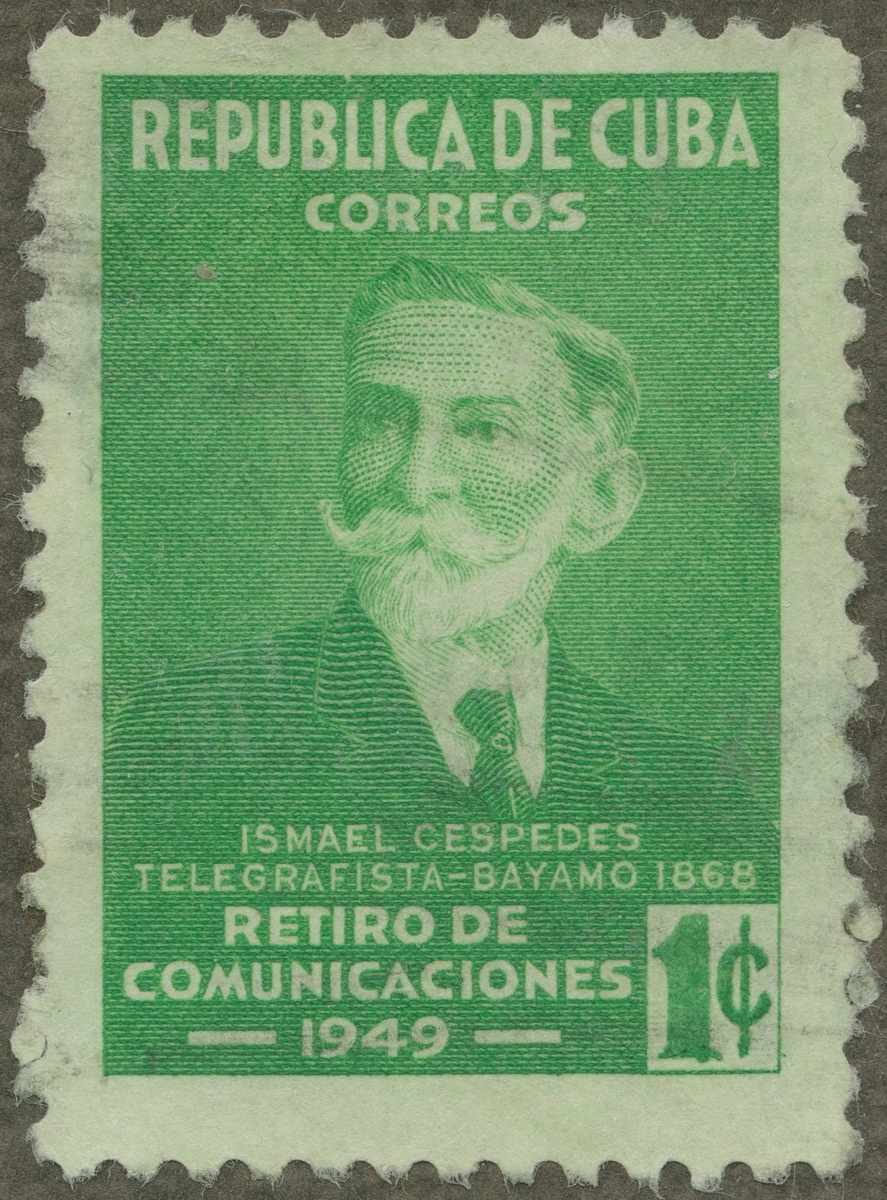 REPUBLICA DE CUBA
CORREOS
ISMAEL CESPEDES
TELEGRAFISTA-BAYAMO 1868
RETIRO DE
COMUNICACIONES
1949
1¢